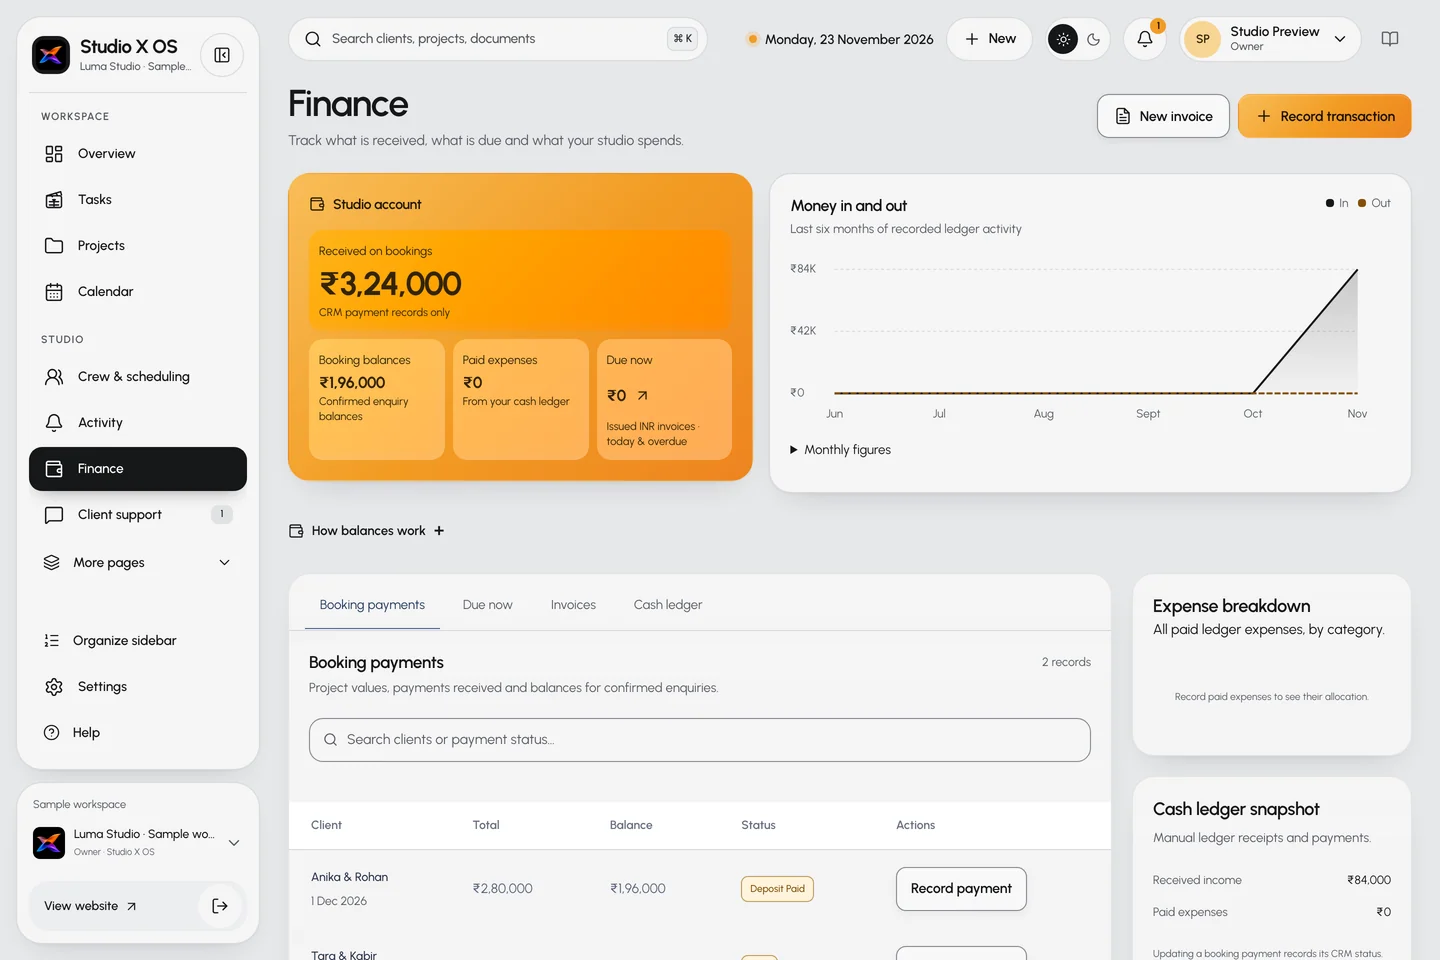 Studio X OS
Luma Studio · Sample...
WORKSPACE
Overview
Tasks
Projects
Calendar
STUDIO
Crew & scheduling
Activity
Finance
Client support
1
More pages
Organize sidebar
Settings
Help
Sample workspace
Luma Studio · Sample wo...
Owner · Studio X OS
View website
Search clients, projects, documents
⌘ K
Monday, 23 November 2026
New
1
SP
Studio Preview
Owner
Finance
Track what is received, what is due and what your studio spends.
New invoice
Record transaction
Studio account
Received on bookings
₹3,24,000
CRM payment records only
Booking balances
₹1,96,000
Confirmed enquiry
balances
Paid expenses
₹0
From your cash ledger
Due now
₹0
Issued INR invoices ·
today & overdue
Money in and out
In
Out
Last six months of recorded ledger activity
₹84K
₹42K
₹0
Jun
Jul
Aug
Sept
Oct
Nov
Monthly figures
How balances work +
Booking payments
Due now
Invoices
Cash ledger
Booking payments
2 records
Project values, payments received and balances for confirmed enquiries.
Search clients or payment status...
Client
Total
Balance
Status
Actions
Anika & Rohan
1 Dec 2026
₹2,80,000
₹1,96,000
Deposit Paid
Record payment
Tara & Kabir
Expense breakdown
All paid ledger expenses, by category.
Record paid expenses to see their allocation.
Cash ledger snapshot
Manual ledger receipts and payments.
Received income
₹84,000
Paid expenses
₹0
Updating a booking payment records its CRM status.